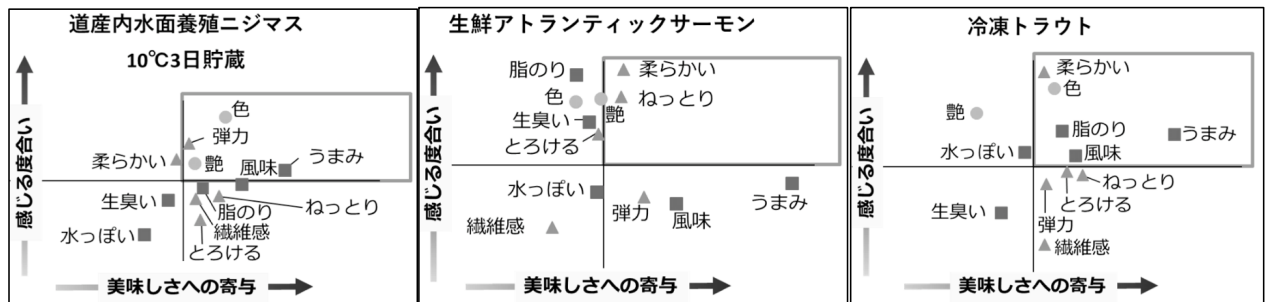 道産内水面養殖ニジマス
10℃3日貯蔵
色
弾力
柔らかい
艶
風味
うまみ
生臭い
脂のり
ねっとり
繊維感
水っぽい
とろける
感じる度合い
美味しさへの寄与
生鮮アトランティックサーモン
脂のり
柔らかい
色
ねっとり
艶
生臭い
とろける
水っぽい
弾力
風味
うまみ
繊維感
感じる度合い
美味しさへの寄与
冷凍トラウト
柔らかい
色
艶
脂のり
うまみ
水っぽい
風味
ねっとり
とろける
生臭い
弾力
繊維感
感じる度合い
美味しさへの寄与